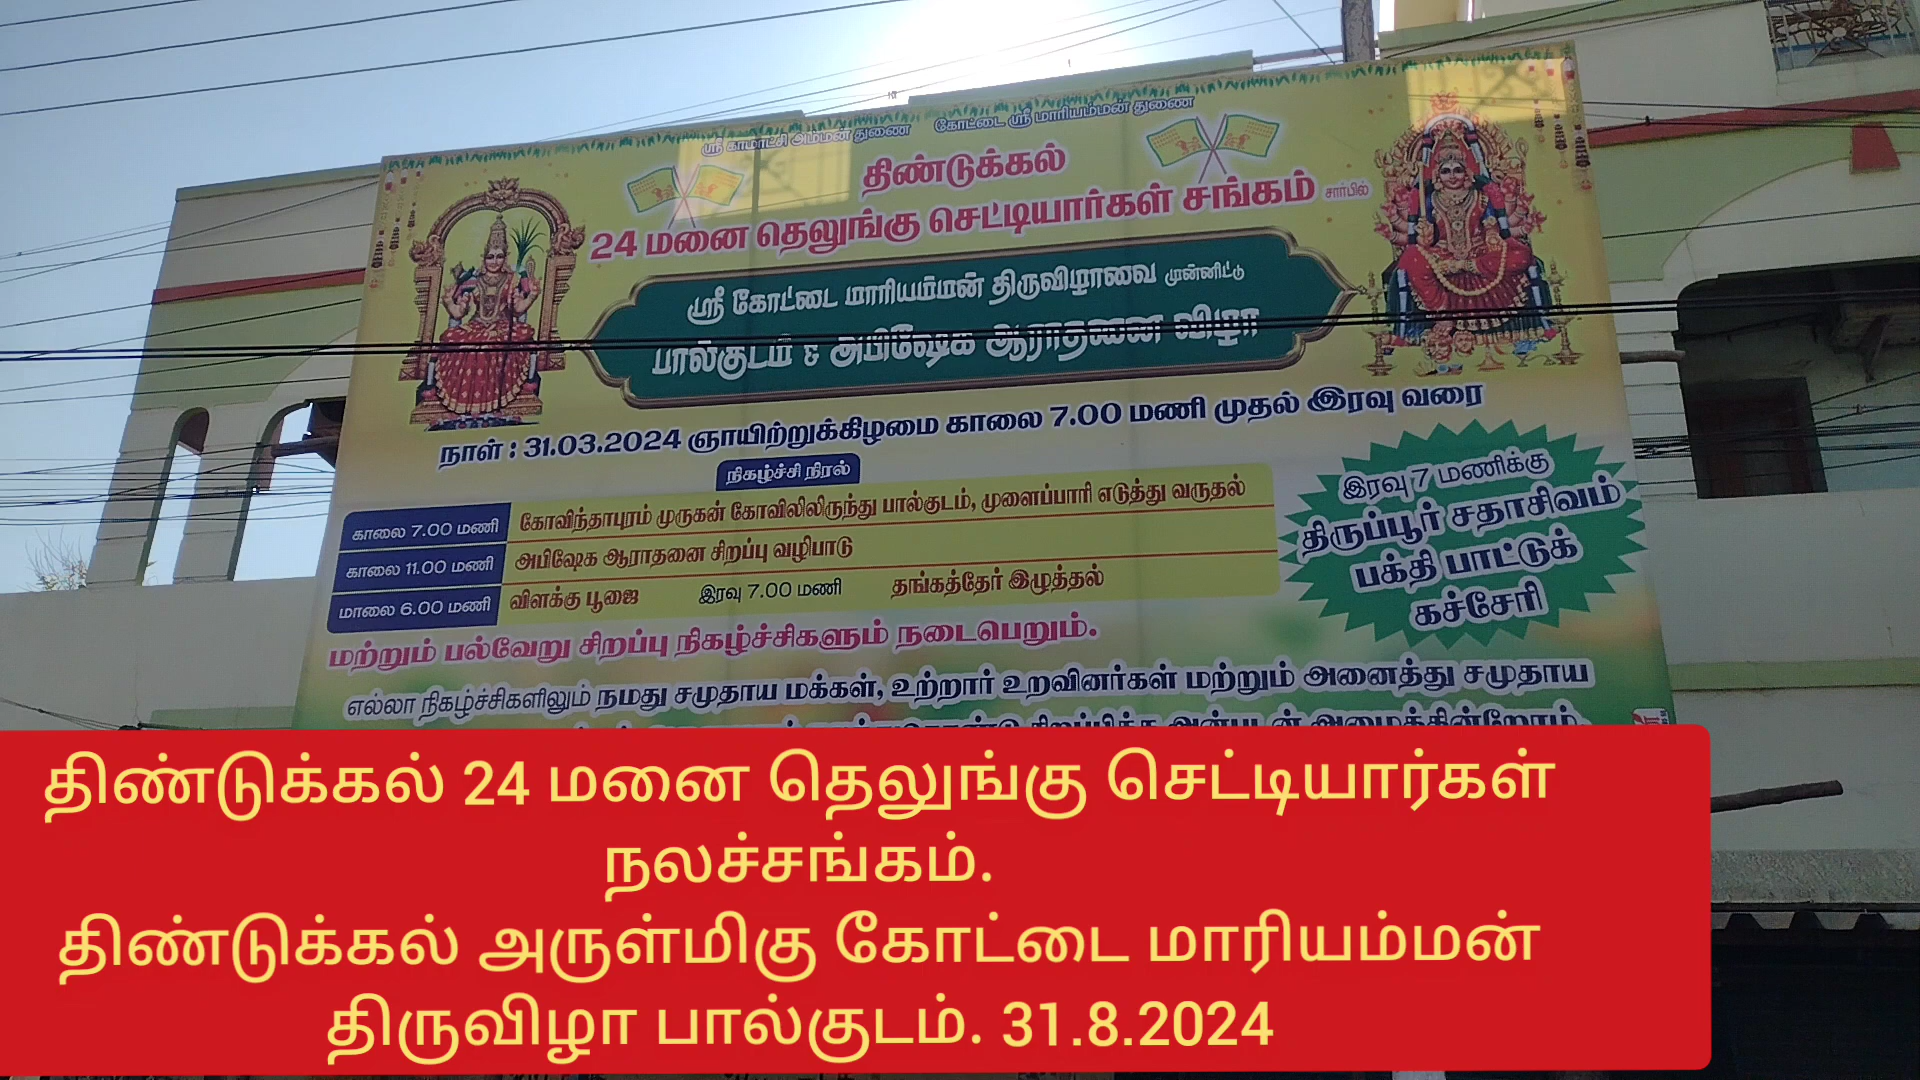 ஸ்ரீ காமாட்சி அம்மன் துணை கோட்டை ஸ்ரீ மாரியம்மன் துணை
திண்டுக்கல்
24 மனை தெலுங்கு செட்டியார்கள் சங்கம் சார்பில்
ஸ்ரீ கோட்டை மாரியம்மன் திருவிழாவை முன்னிட்டு
பால்குடம் & அபிஷேக ஆராதனை விழா
நாள் : 31.03.2024 ஞாயிற்றுக்கிழமை காலை 7.00 மணி முதல் இரவு வரை
நிகழ்ச்சி நிரல்
காலை 7.00 மணி கோவிந்தாபுரம் முருகன் கோவிலிலிருந்து பால்குடம், முளைப்பாரி எடுத்து வருதல்
காலை 11.00 மணி அபிஷேக ஆராதனை சிறப்பு வழிபாடு
மாலை 6.00 மணி விளக்கு பூஜை இரவு 7.00 மணி தங்கத்தேர் இழுத்தல்
இரவு 7 மணிக்கு
திருப்பூர் சதாசிவம்
பக்தி பாட்டுக்
கச்சேரி
மற்றும் பல்வேறு சிறப்பு நிகழ்ச்சிகளும் நடைபெறும்.
எல்லா நிகழ்ச்சிகளிலும் நமது சமுதாய மக்கள், உற்றார் உறவினர்கள் மற்றும் அனைத்து சமுதாய
சிறப்பிக்க அன்புடன் அழைக்கின்றோம்.
திண்டுக்கல் 24 மனை தெலுங்கு செட்டியார்கள்
நலச்சங்கம்.
திண்டுக்கல் அருள்மிகு கோட்டை மாரியம்மன்
திருவிழா பால்குடம். 31.8.2024